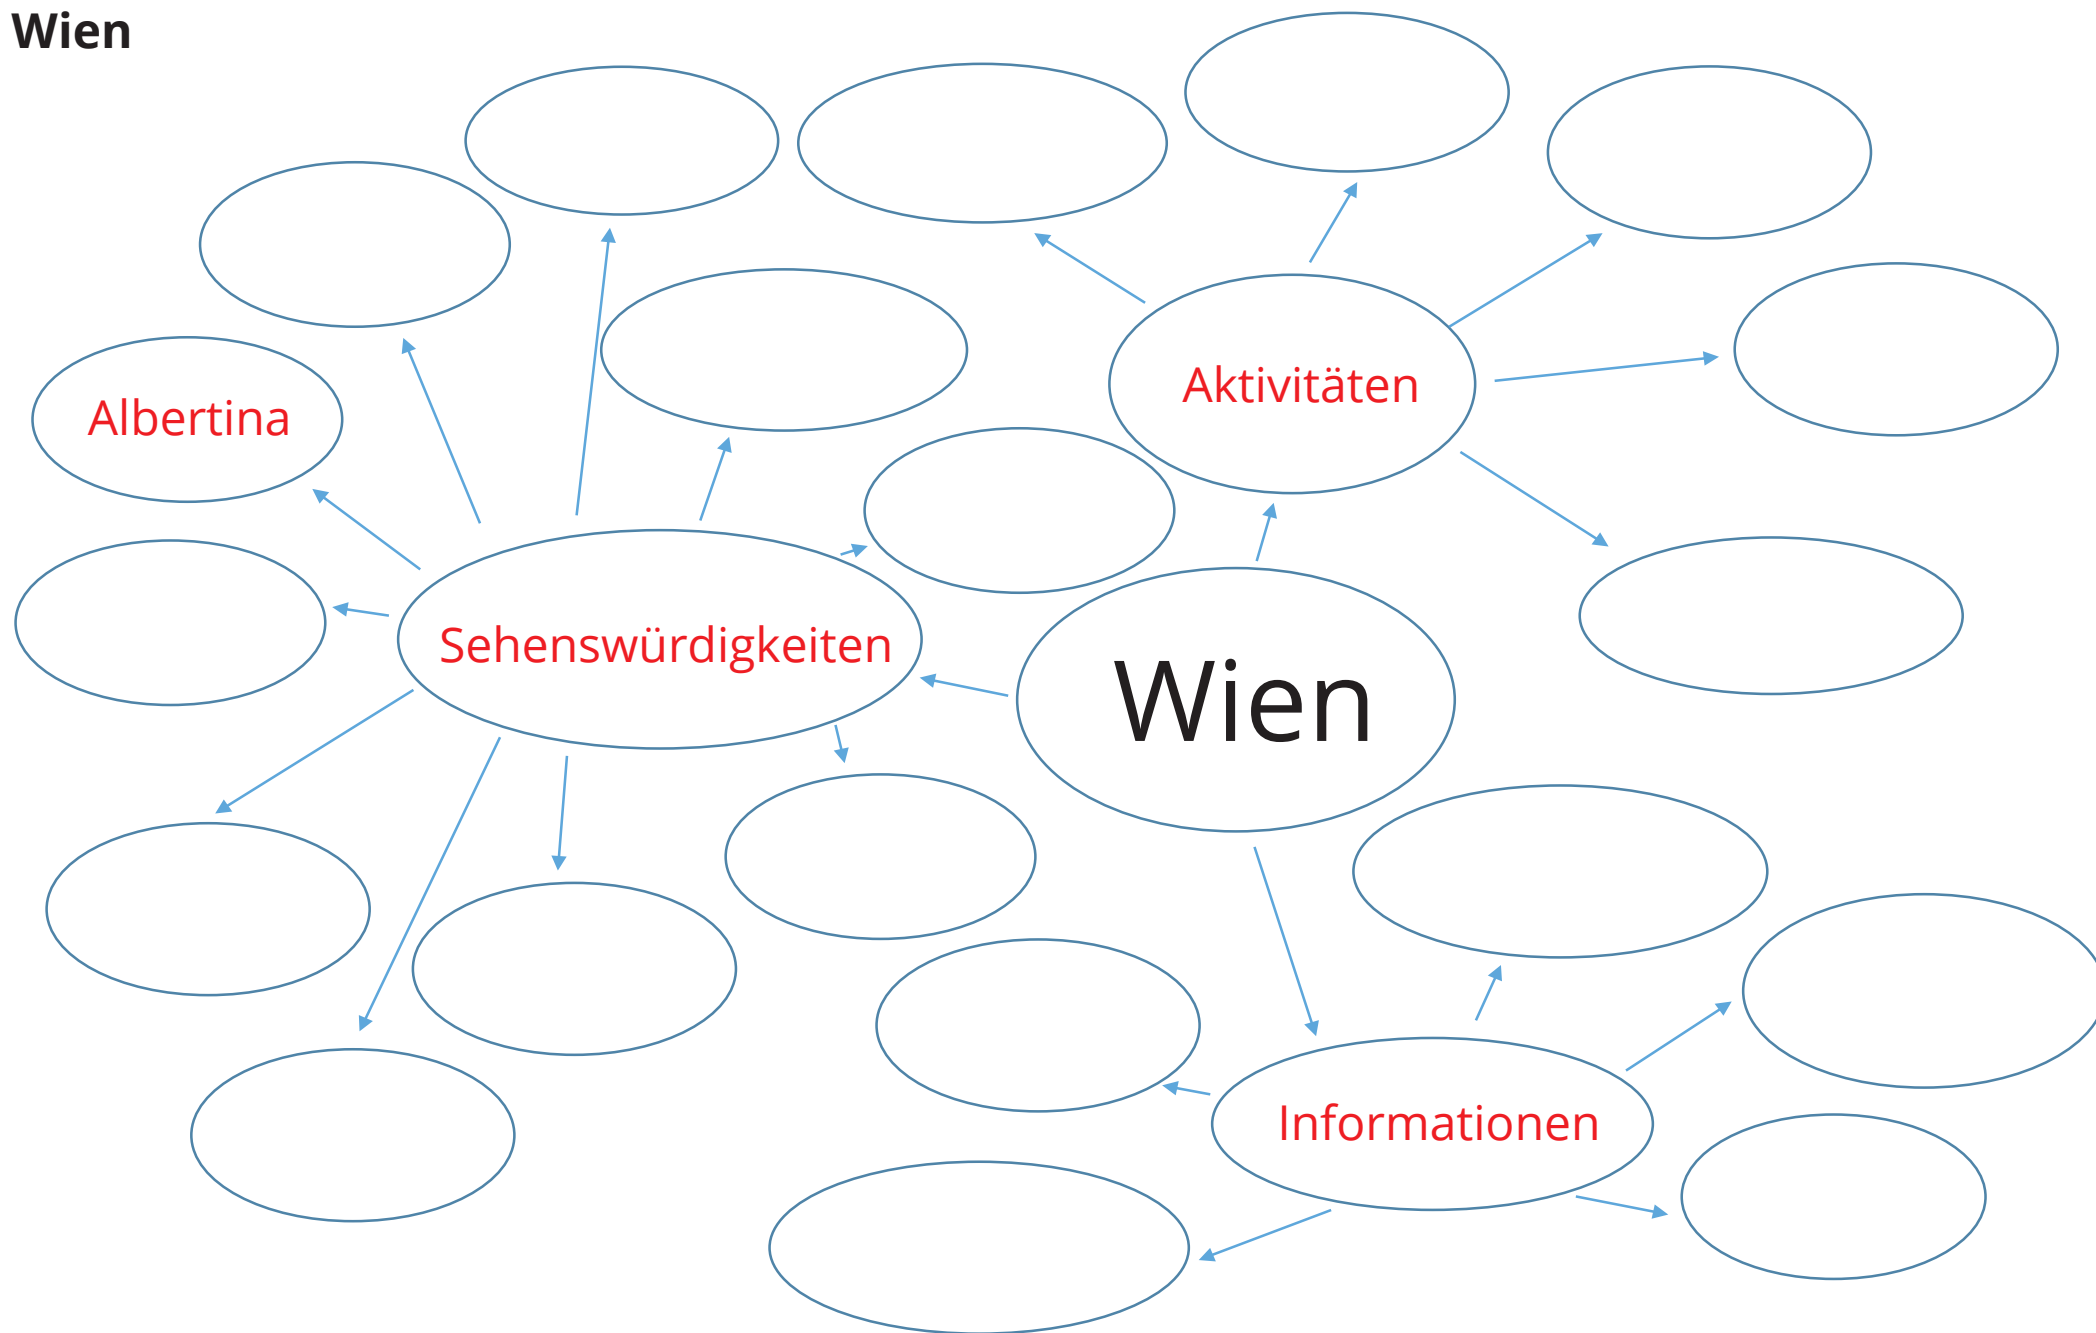 Wien
Aktivitäten
Albertina
Sehenswürdigkeiten
Wien
Informationen